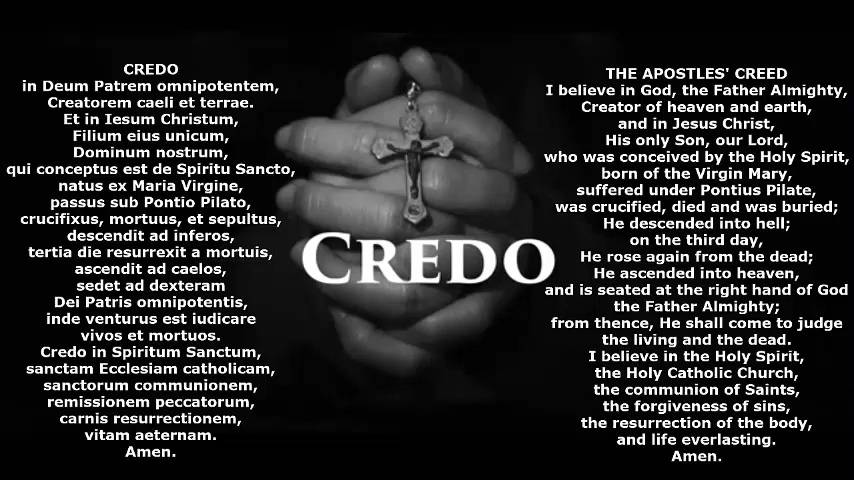 CREDO
in Deum Patrem omnipotentem,
Creatorem caeli et terrae.
Et in Iesum Christum,
Filium eius unicum,
Dominum nostrum,
qui conceptus est de Spiritu Sancto,
natus ex Maria Virgine,
passus sub Pontio Pilato,
crucifixus, mortuus, et sepultus,
descendit ad inferos,
tertia die resurrexit a mortuis,
ascendit ad caelos,
sedet ad dexteram
Dei Patris omnipotentis,
inde venturus est iudicare
vivos et mortuos.
Credo in Spiritum Sanctum,
sanctam Ecclesiam catholicam,
sanctorum communionem,
remissionem peccatorum,
carnis resurrectionem,
vitam aeternam.
Amen.
CREDO
THE APOSTLES' CREED
I believe in God, the Father Almighty,
Creator of heaven and earth,
and in Jesus Christ,
His only Son, our Lord,
who was conceived by the Holy Spirit,
born of the Virgin Mary,
suffered under Pontius Pilate,
was crucified, died and was buried;
He descended into hell;
on the third day,
He rose again from the dead;
He ascended into heaven,
and is seated at the right hand of God
the Father Almighty;
from thence, He shall come to judge
the living and the dead.
I believe in the Holy Spirit,
the Holy Catholic Church,
the communion of Saints,
the forgiveness of sins,
the resurrection of the body,
and life everlasting.
Amen.